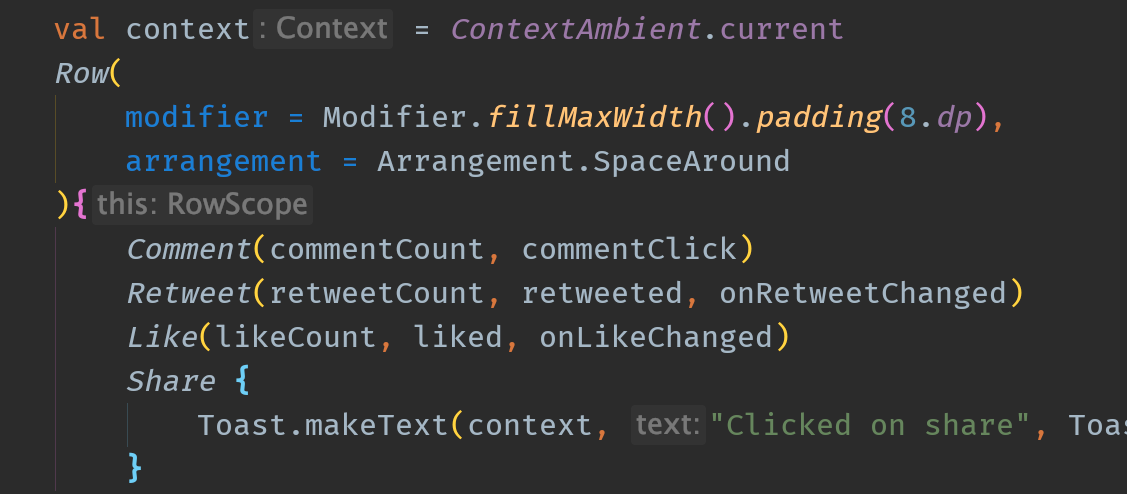 val context: Context = ContextAmbient.current
Row(
modifier = Modifier.fillMaxWidth().padding(8.dp),
arrangement = Arrangement.SpaceAround
){ this: RowScope
Comment(commentCount, commentClick)
Retweet(retweetCount, retweeted, onRetweetChanged)
Like(likeCount, liked, onLikeChanged)
Share {
Toast.makeText(context, text: "Clicked on share",
}